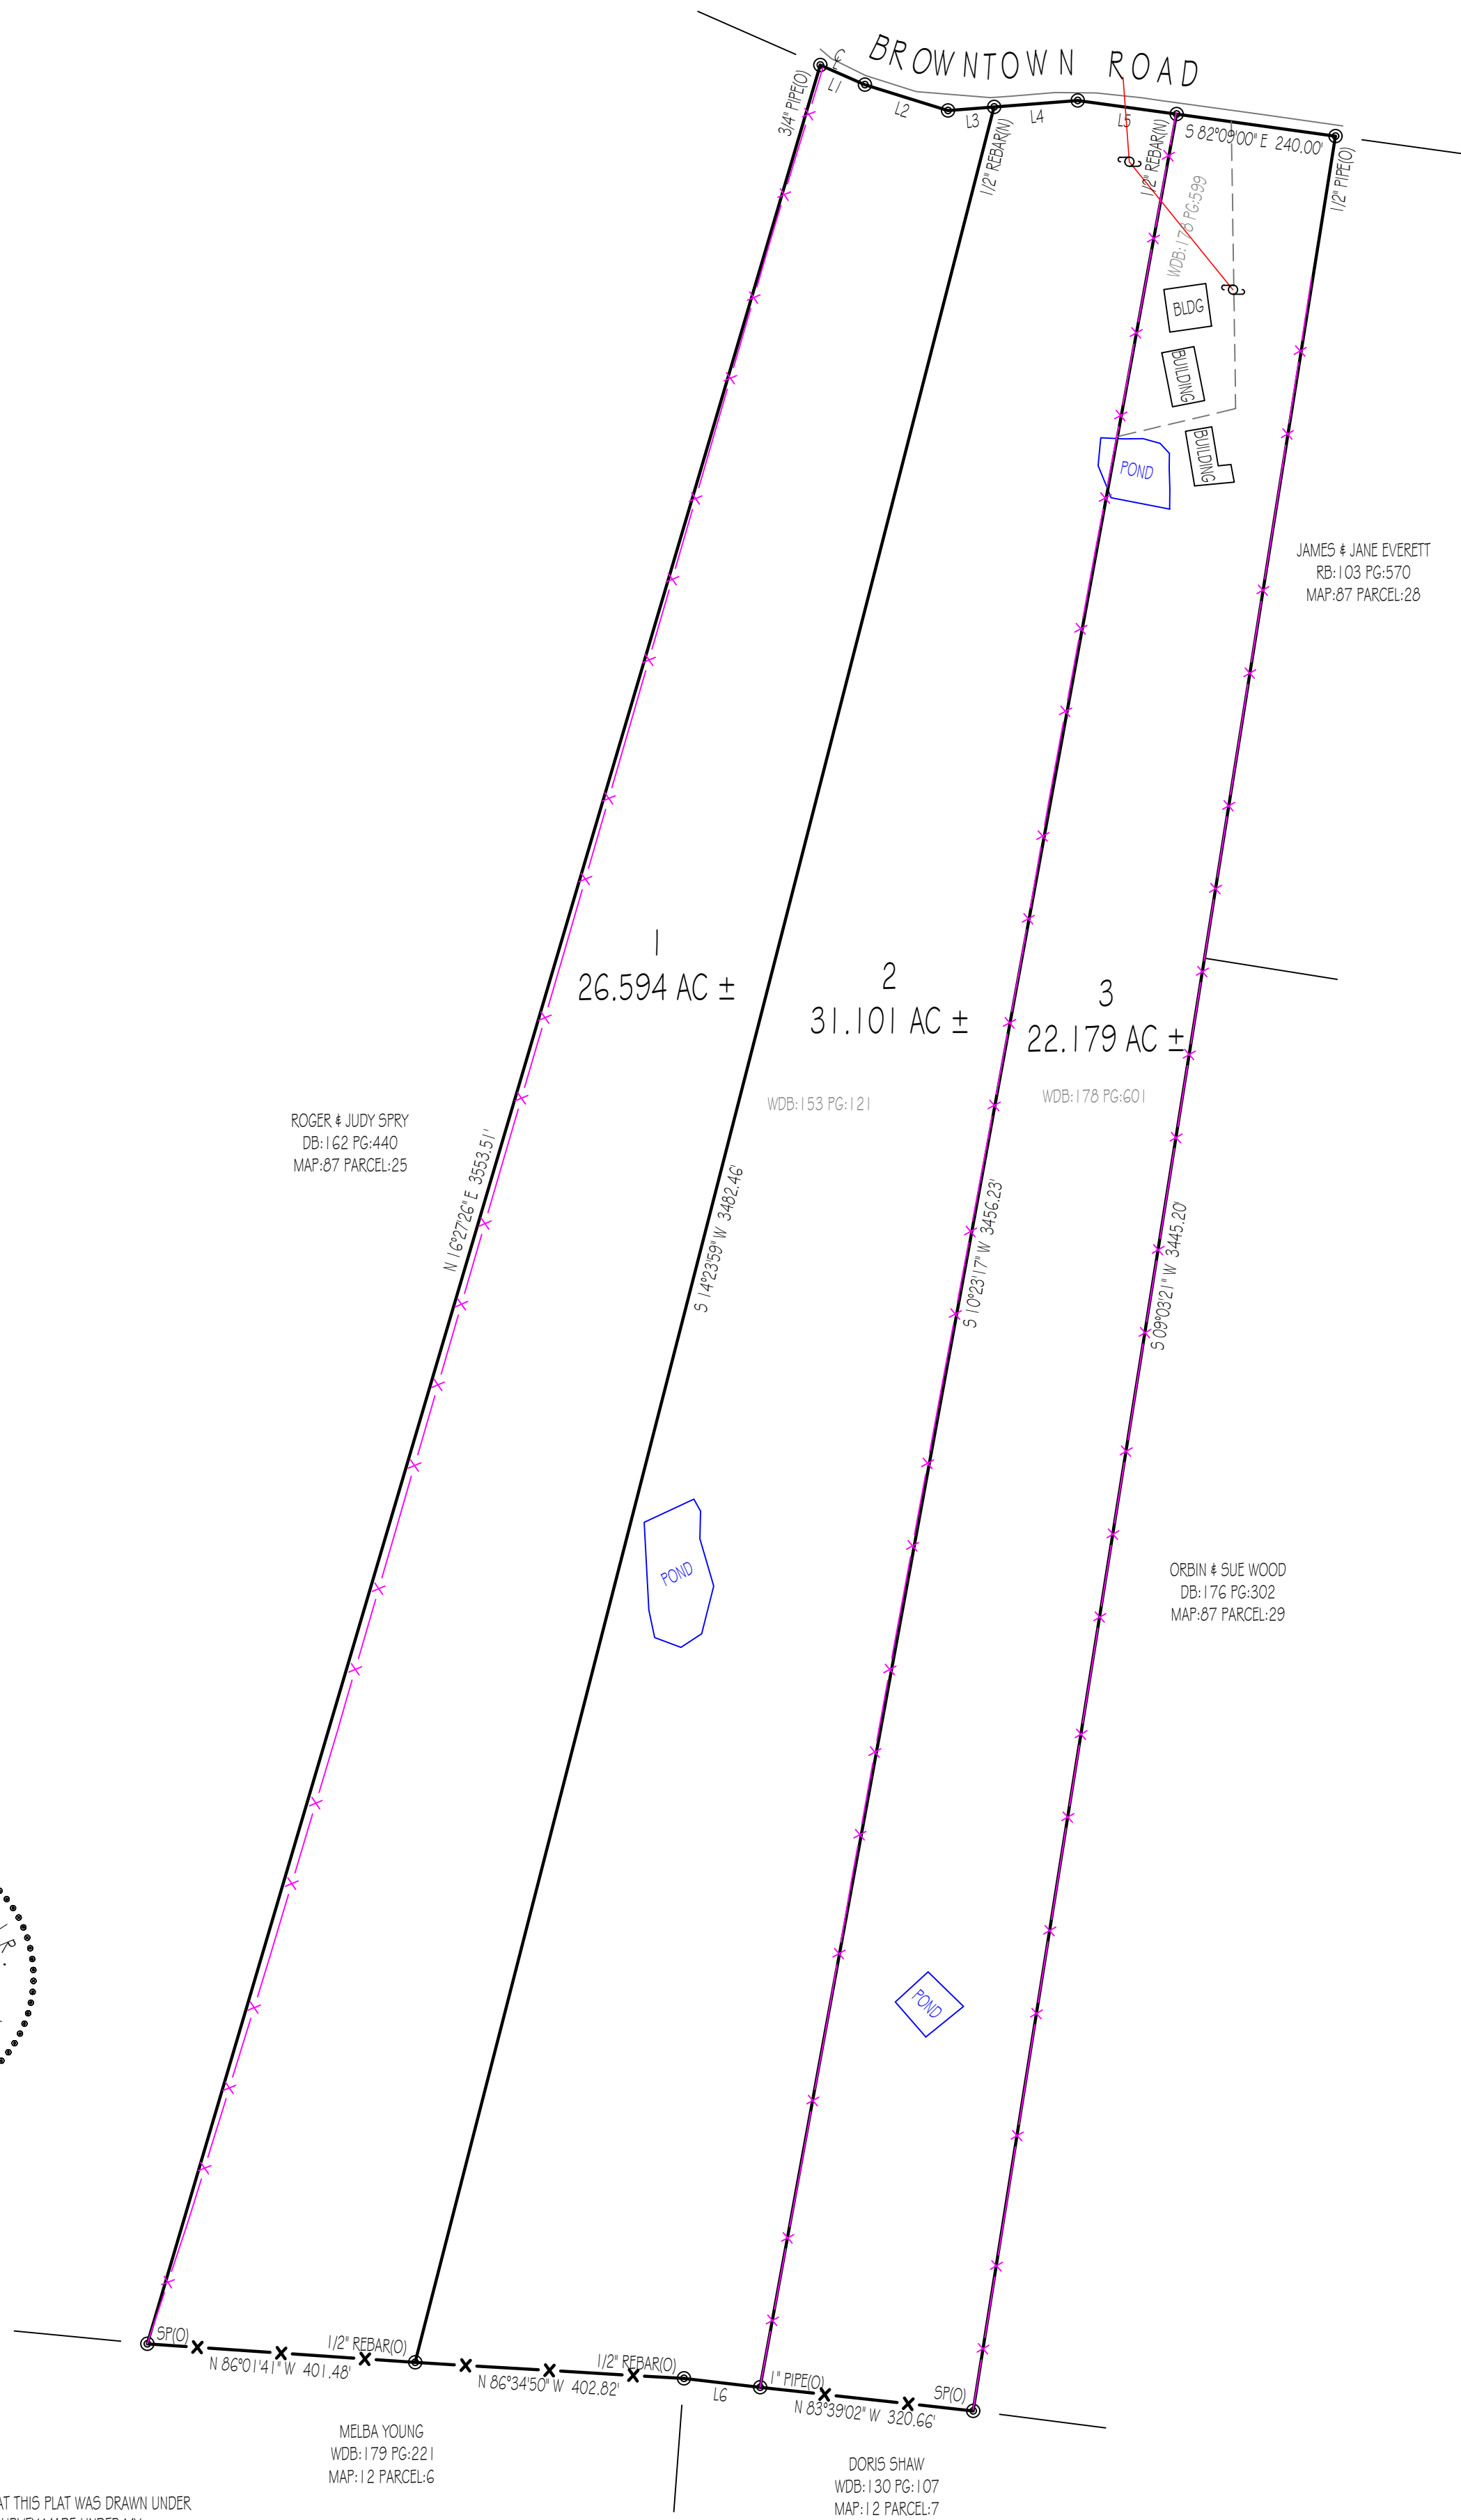 BROWNTOWN ROAD
3/4" PIPE(O)
L1
L2
L3
L4
L5
1/2" REBAR(N)
1/2" REBAR(N)
S 82°09'00" E 240.00'
1/2" PIPE(O)
WDB:178 PG:599
BLDG
BUILDING
BUILDING
POND
JAMES & JANE EVERETT
RB:103 PG:570
MAP:87 PARCEL:28
1
26.594 AC ±
2
31.101 AC ±
3
22.179 AC ±
WDB:153 PG:121
WDB:178 PG:601
ROGER & JUDY SPRY
DB:162 PG:440
MAP:87 PARCEL:25
N 16°27'26" E 3553.51'
S 14°23'59" W 3482.46'
S 10°23'17" W 3456.23'
S 09°03'21" W 3445.20'
POND
ORBIN & SUE WOOD
DB:176 PG:302
MAP:87 PARCEL:29
POND
SP(O)
N 86°01'41" W 401.48'
1/2" REBAR(O)
N 86°34'50" W 402.82'
1/2" REBAR(O)
L6
1" PIPE(O)
N 83°39'02" W 320.66'
SP(O)
MELBA YOUNG
WDB:179 PG:221
MAP:12 PARCEL:6
DORIS SHAW
WDB:130 PG:107
MAP:12 PARCEL:7
AT THIS PLAT WAS DRAWN UNDER